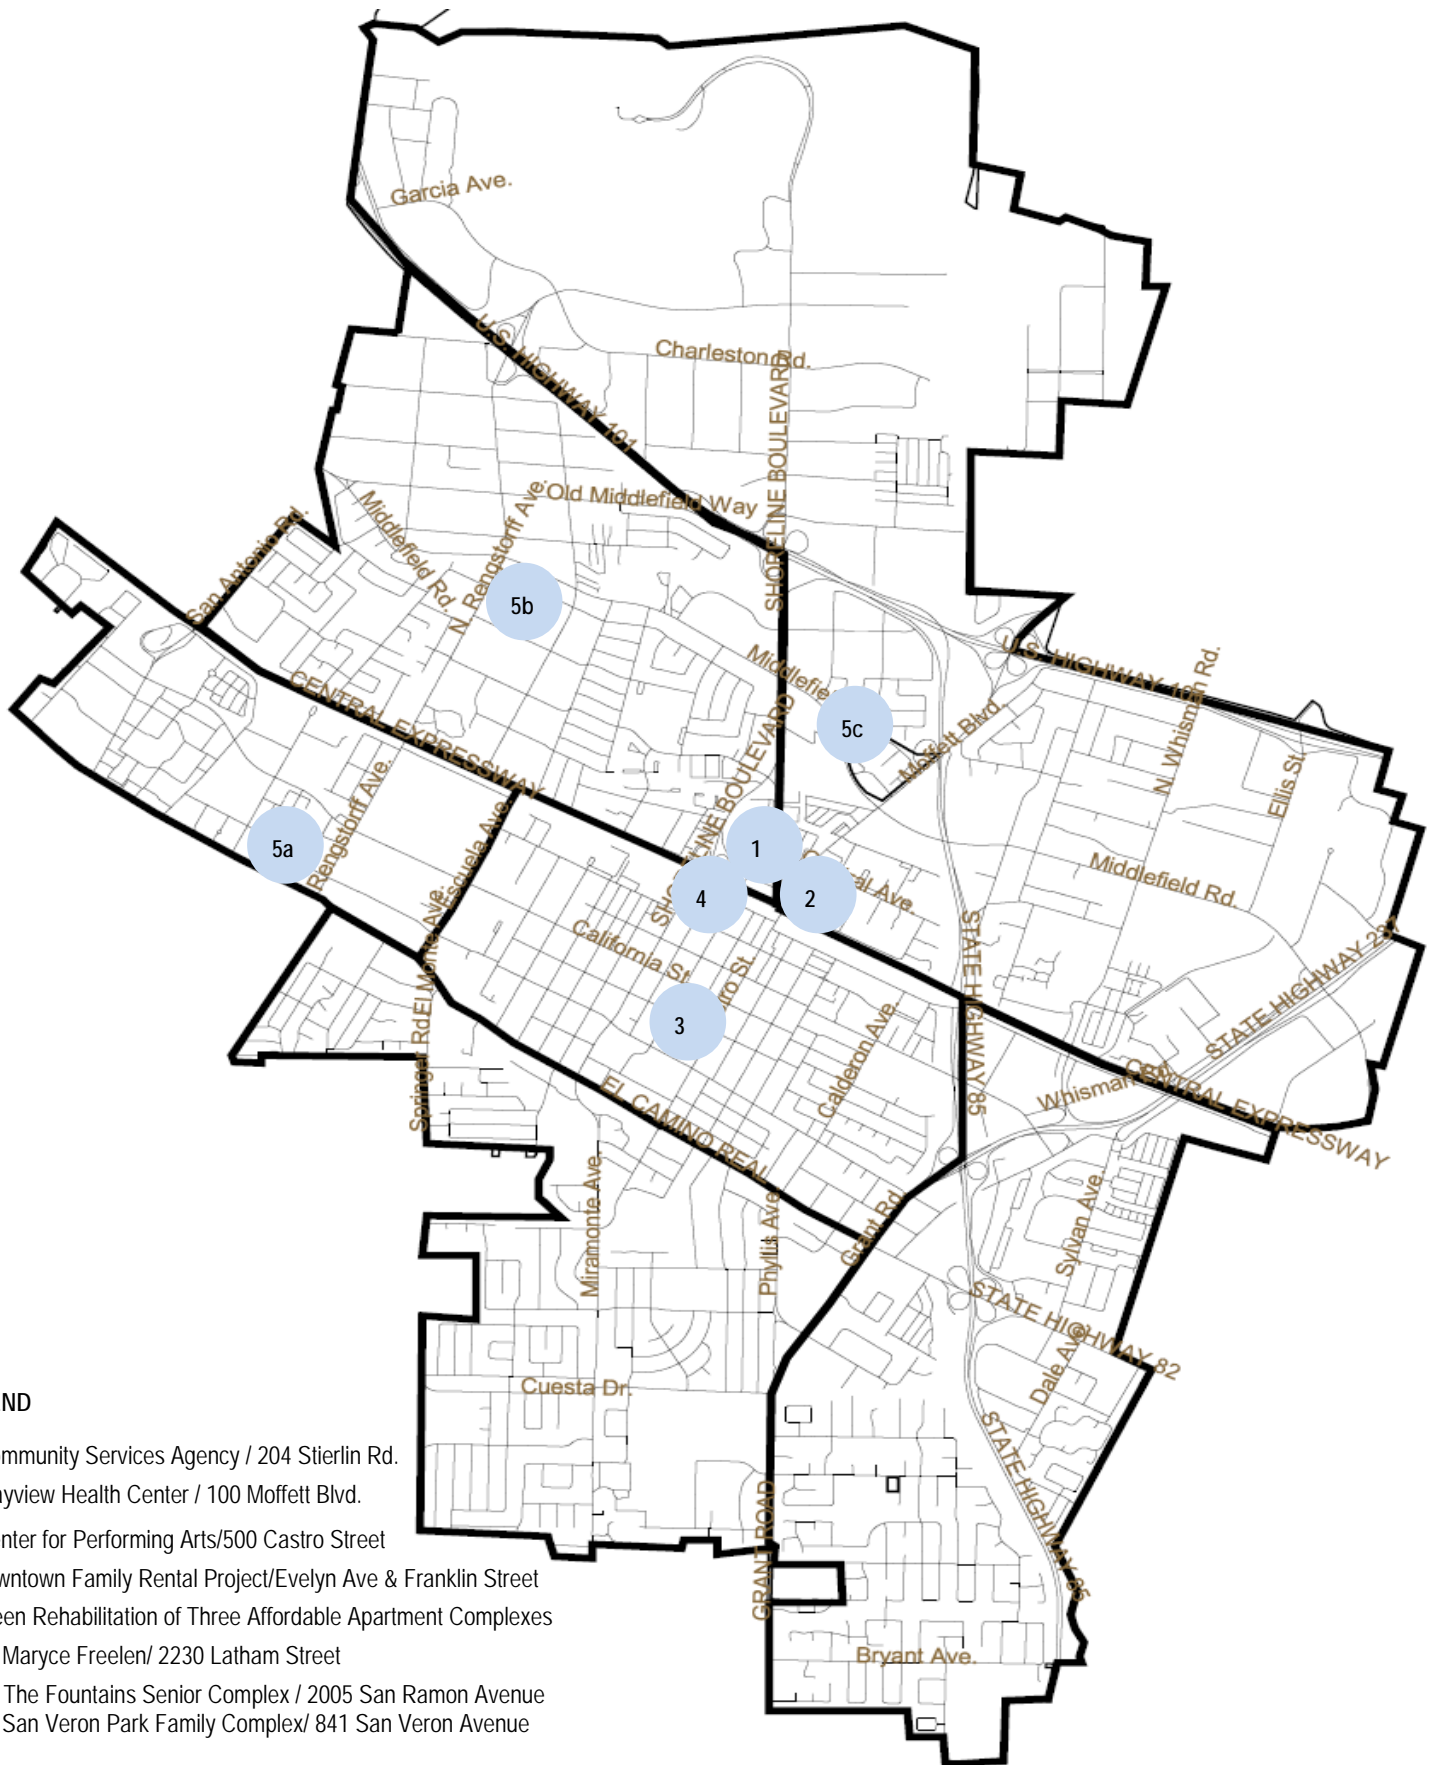 Garcia Ave.
U.S. HIGHWAY 101
Charleston Rd.
SHORELINE BOULEVARD
Old Middlefield Way
Middlefield Rd.
N. Rengstorff Ave.
San Antonio Rd.
5b
U.S. HIGHWAY 101
N. Whisman Rd.
CENTRAL EXPRESSWAY
5c
Moffett Blvd.
Ellis St.
Rengstorff Ave.
5a
Escuela Ave.
1
4
2
Middlefield Rd.
California St
El Monte Ave.
STATE HIGHWAY 237
3
Calderon Ave.
STATE HIGHWAY 85
Springer Rd.
EL CAMINO REAL
Whisman
CENTRAL EXPRESSWAY
Miramonte Ave.
Phyllis Ave.
Grant Rd.
Sylvan Ave.
STATE HIGHWAY 82
Dale Ave.
Cuesta Dr.
STATE HIGHWAY 85
GRANT ROAD
Bryant Ave.
ND
mmunity Services Agency / 204 Stierlin Rd.
ayview Health Center / 100 Moffett Blvd.
enter for Performing Arts/500 Castro Street
wntown Family Rental Project/Evelyn Ave & Franklin Street
een Rehabilitation of Three Affordable Apartment Complexes
Maryce Freelen/ 2230 Latham Street
The Fountains Senior Complex / 2005 San Ramon Avenue
San Veron Park Family Complex/ 841 San Veron Avenue